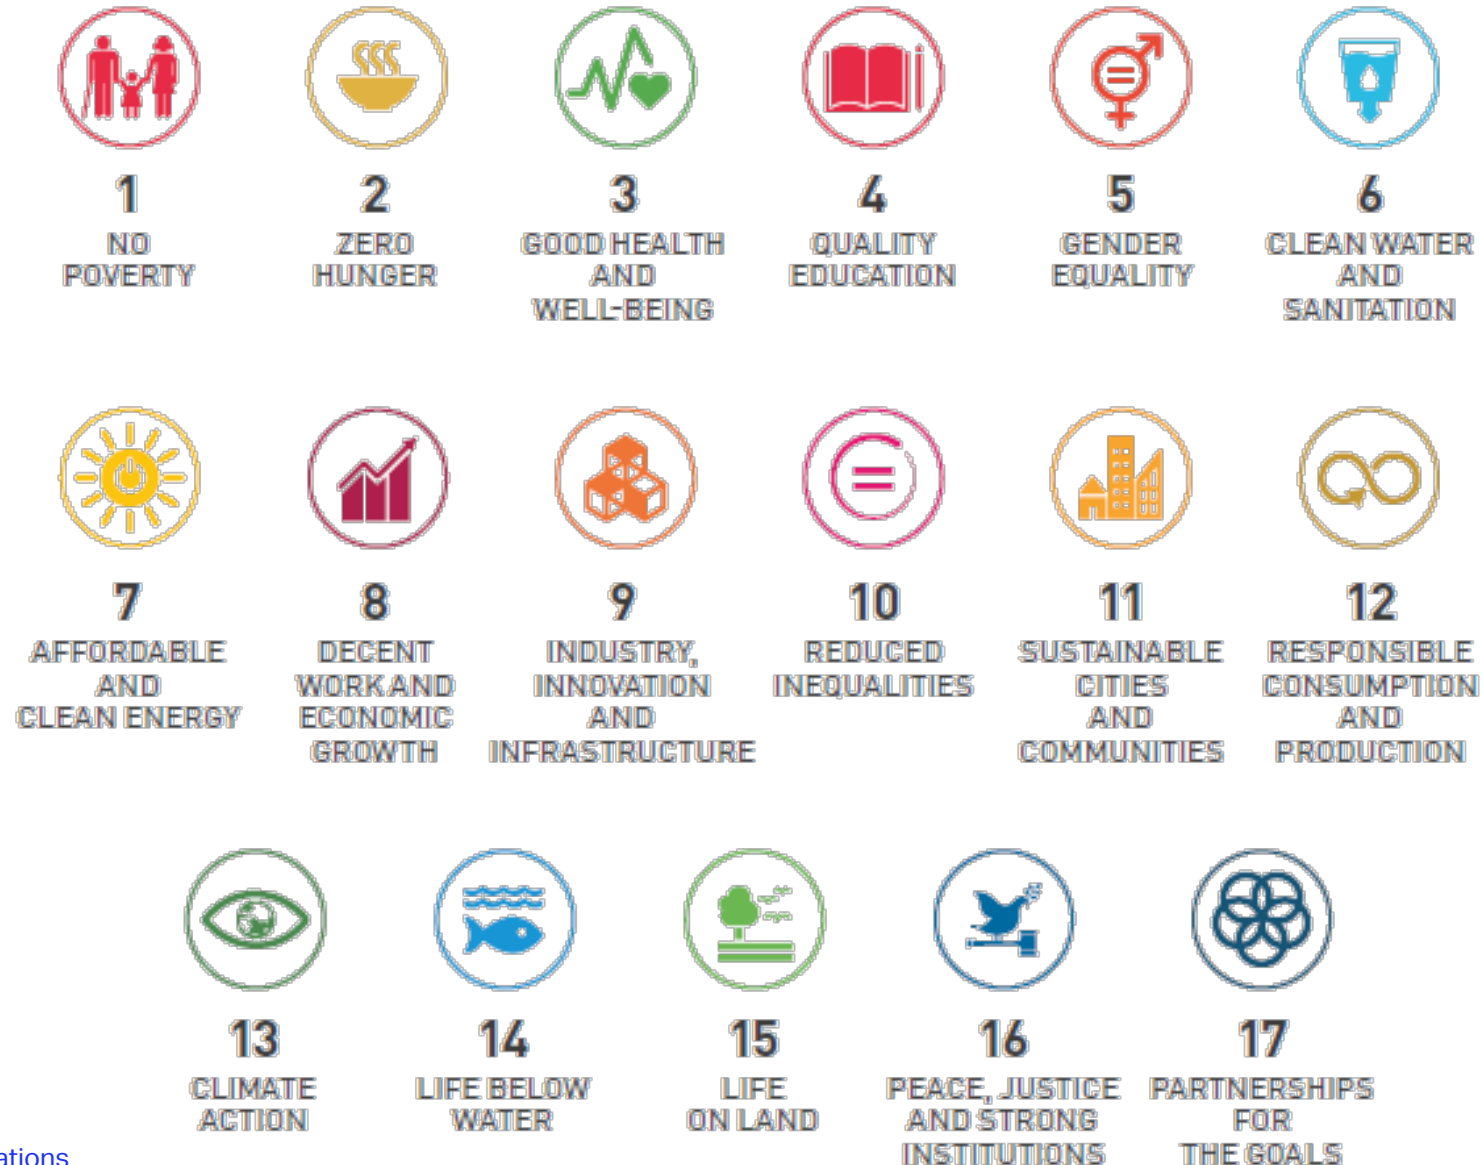 1
NO
POVERTY
2
ZERO
HUNGER
3
GOOD HEALTH
AND
WELL-BEING
4
QUALITY
EDUCATION
5
GENDER
EQUALITY
6
CLEAN WATER
AND
SANITATION
7
AFFORDABLE
AND
CLEAN ENERGY
8
DECENT
WORK AND
ECONOMIC
GROWTH
9
INDUSTRY,
INNOVATION
AND
INFRASTRUCTURE
10
REDUCED
INEQUALITIES
11
SUSTAINABLE
CITIES
AND
COMMUNITIES
12
RESPONSIBLE
CONSUMPTION
AND
PRODUCTION
13
CLIMATE
ACTION
14
LIFE BELOW
WATER
15
LIFE
ON LAND
16
PEACE, JUSTICE
AND STRONG
INSTITUTIONS
17
PARTNERSHIPS
FOR
THE GOALS
ations